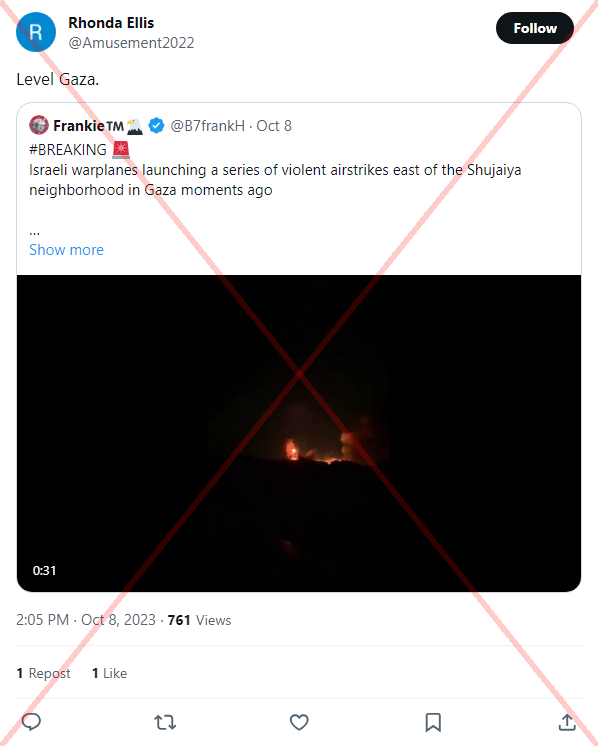 R
Rhonda Ellis
@Amusement2022
Follow
Level Gaza.
Frankie™🦅 @B7frankH · Oct 8
#BREAKING 🚨
Israeli warplanes launching a series of violent airstrikes east of the Shujaiya
neighborhood in Gaza moments ago
...
Show more
0:31
2:05 PM · Oct 8, 2023 · 761 Views
1 Repost 1 Like